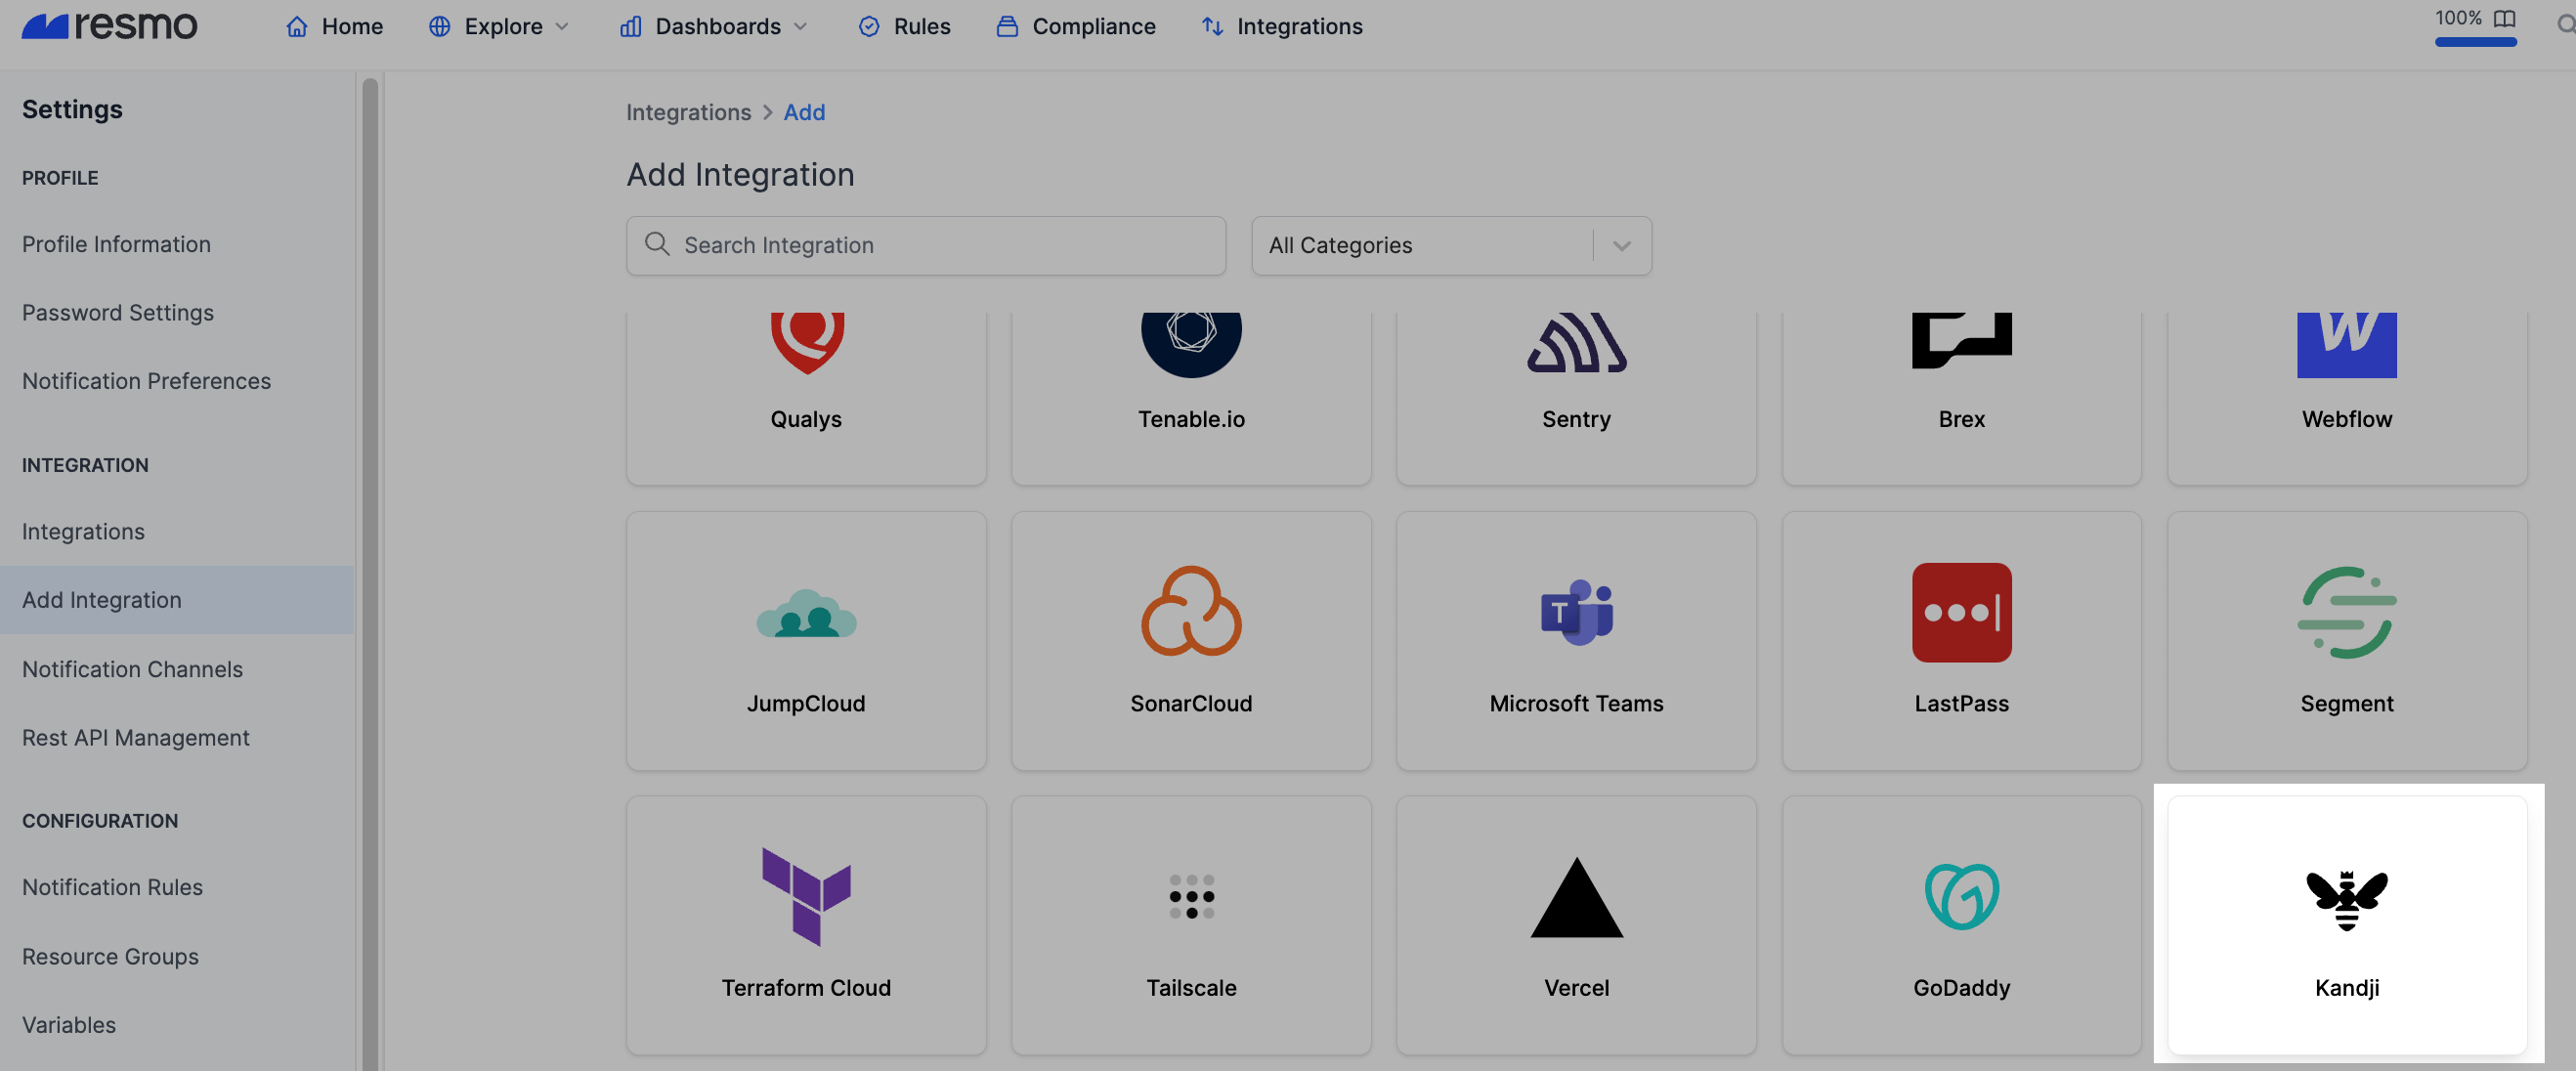 resmo
Home
Explore
Dashboards
Rules
Compliance
Integrations
100%
Settings
PROFILE
Profile Information
Password Settings
Notification Preferences
INTEGRATION
Integrations
Add Integration
Notification Channels
Rest API Management
CONFIGURATION
Notification Rules
Resource Groups
Variables
Integrations > Add
Add Integration
Search Integration
All Categories
W
Qualys
Tenable.io
Sentry
Brex
Webflow
T
JumpCloud
SonarCloud
Microsoft Teams
LastPass
Segment
Terraform Cloud
Tailscale
Vercel
GoDaddy
Kandji